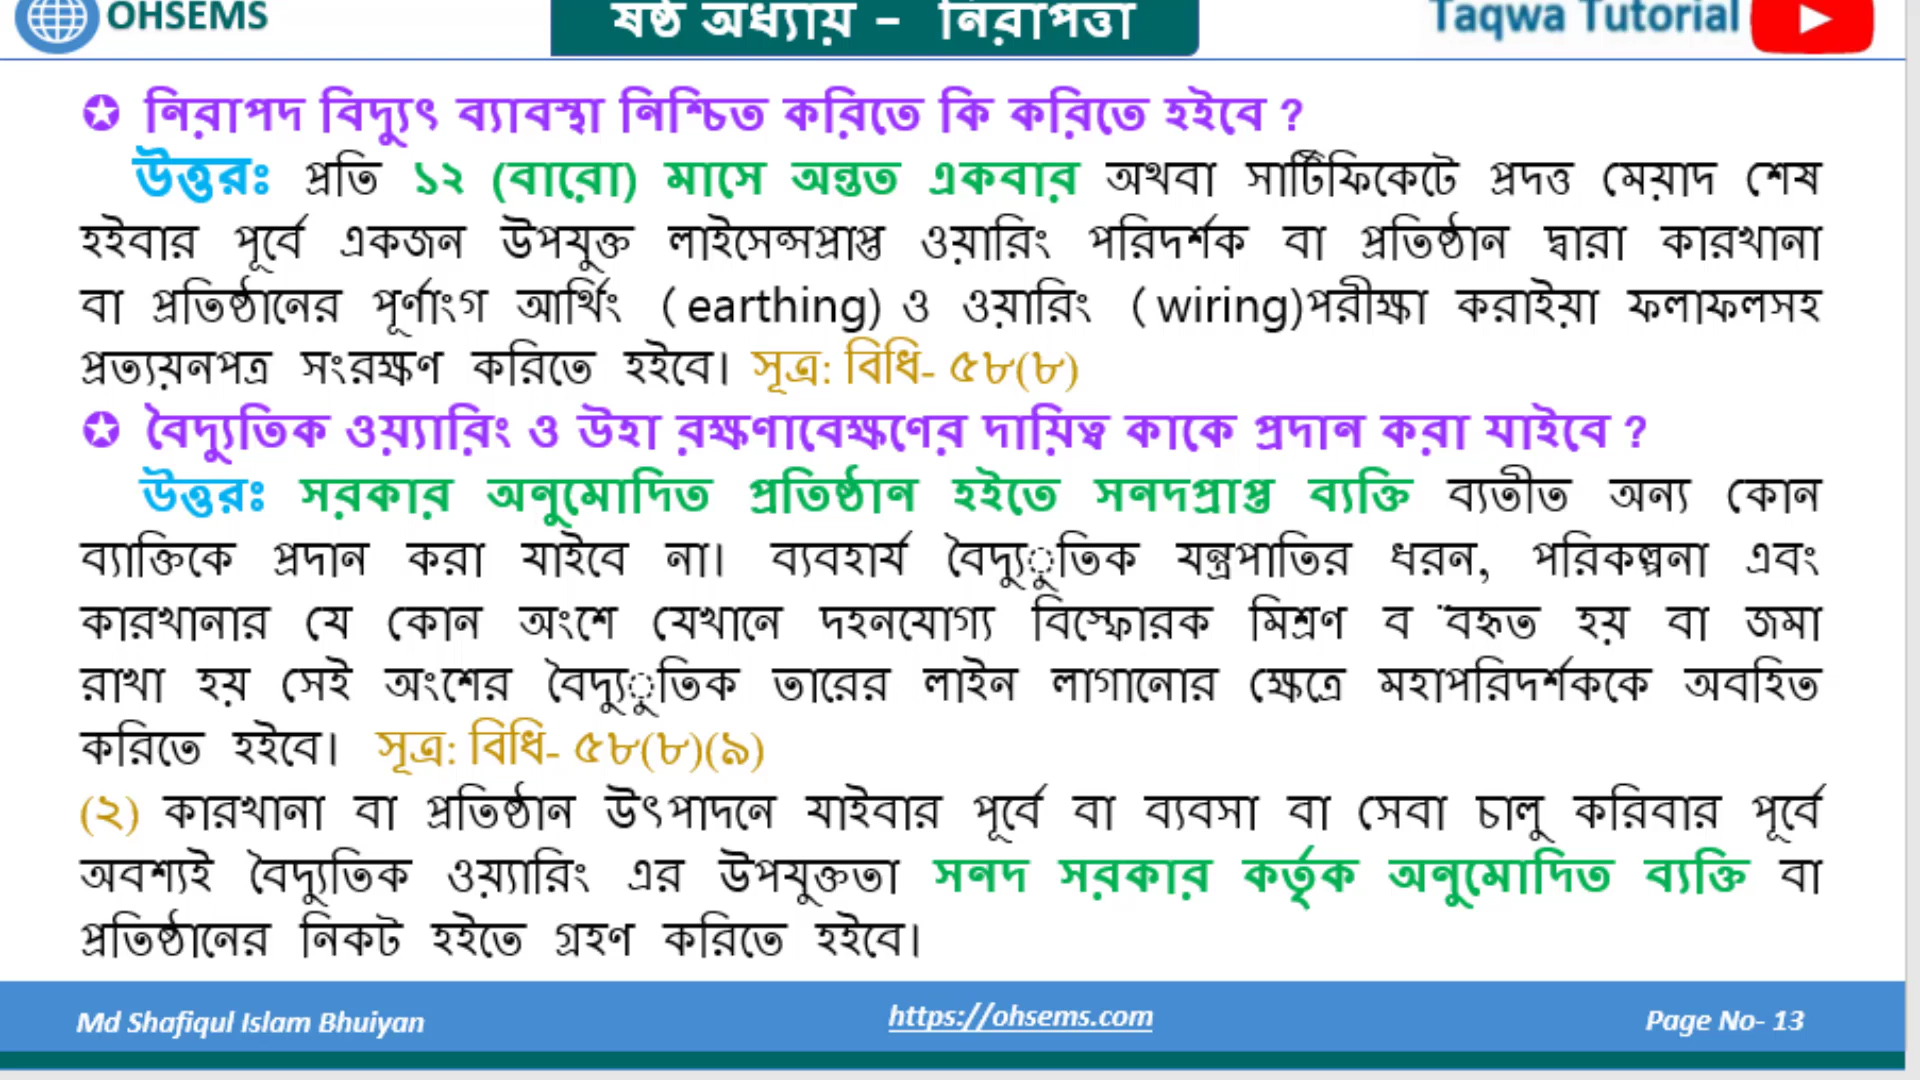 OHSEMS
ষষ্ঠ অধ্যায় – নিরাপত্তা
Taqwa Tutorial
✪ নিরাপদ বিদ্যুৎ ব্যাবস্থা নিশ্চিত করিতে কি করিতে হইবে ?
উত্তরঃ প্রতি ১২ (বারো) মাসে অন্তত একবার অথবা সার্টিফিকেটে প্রদত্ত মেয়াদ শেষ
হইবার পূর্বে একজন উপযুক্ত লাইসেন্সপ্রাপ্ত ওয়ারিং পরিদর্শক বা প্রতিষ্ঠান দ্বারা কারখানা
বা প্রতিষ্ঠানের পূর্ণাংগ আর্থিং (earthing) ও ওয়ারিং (wiring)পরীক্ষা করাইয়া ফলাফলসহ
প্রত্যয়নপত্র সংরক্ষণ করিতে হইবে। সূত্র: বিধি- ৫৮(৮)
✪ বৈদ্যুতিক ওয়্যারিং ও উহা রক্ষণাবেক্ষণের দায়িত্ব কাকে প্রদান করা যাইবে ?
উত্তরঃ সরকার অনুমোদিত প্রতিষ্ঠান হইতে সনদপ্রাপ্ত ব্যক্তি ব্যতীত অন্য কোন
ব্যাক্তিকে প্রদান করা যাইবে না। ব্যবহার্য বৈদ্যুুতিক যন্ত্রপাতির ধরন, পরিকল্পনা এবং
কারখানার যে কোন অংশে যেখানে দহনযোগ্য বিস্ফোরক মিশ্রণ ব ̈বহৃত হয় বা জমা
রাখা হয় সেই অংশের বৈদ্যুুতিক তারের লাইন লাগানোর ক্ষেত্রে মহাপরিদর্শককে অবহিত
করিতে হইবে। সূত্র: বিধি- ৫৮(৮)(৯)
(২) কারখানা বা প্রতিষ্ঠান উৎপাদনে যাইবার পূর্বে বা ব্যবসা বা সেবা চালু করিবার পূর্বে
অবশ্যই বৈদ্যুতিক ওয়্যারিং এর উপযুক্ততা সনদ সরকার কর্তৃক অনুমোদিত ব্যক্তি বা
প্রতিষ্ঠানের নিকট হইতে গ্রহণ করিতে হইবে।
Md Shafiqul Islam Bhuiyan
https://ohsems.com
Page No- 13